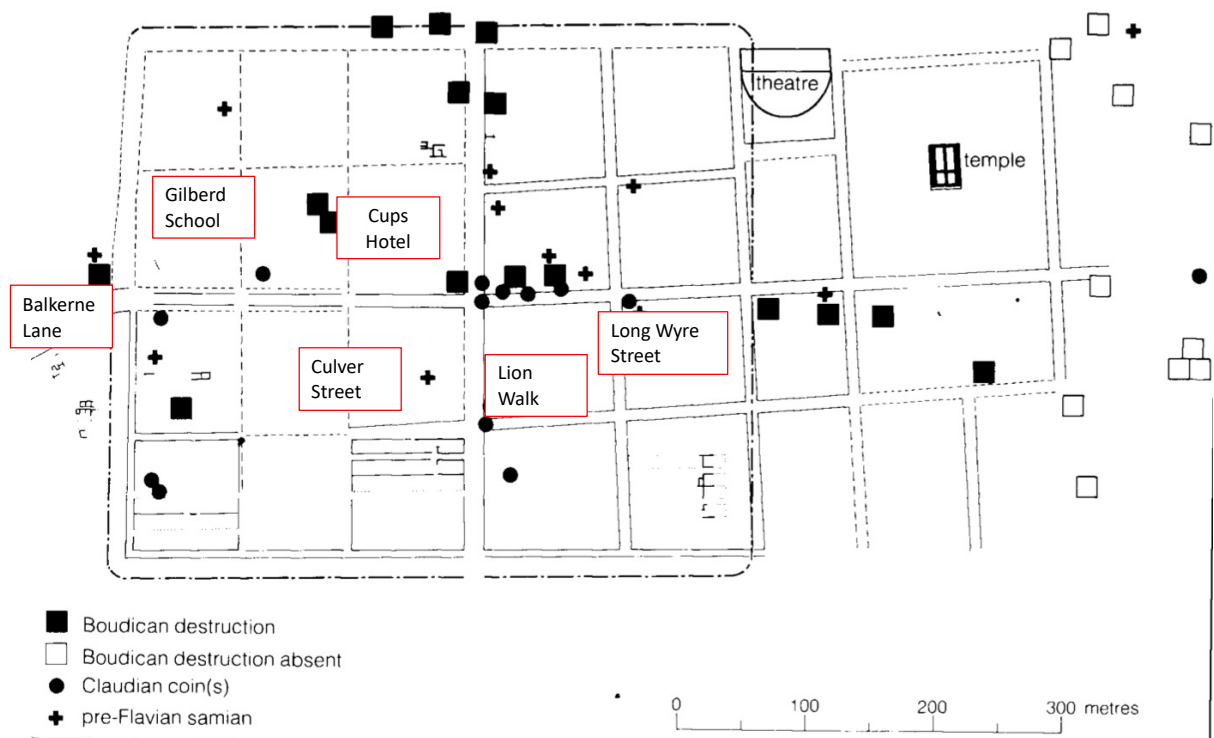 theatre
temple
Gilberd
School
Cups
Hotel
Balkerne
Lane
Long Wyre
Street
Culver
Street
Lion
Walk
Boudican destruction
Boudican destruction absent
Claudian coin(s)
pre-Flavian samian
0 100 200 300 metres